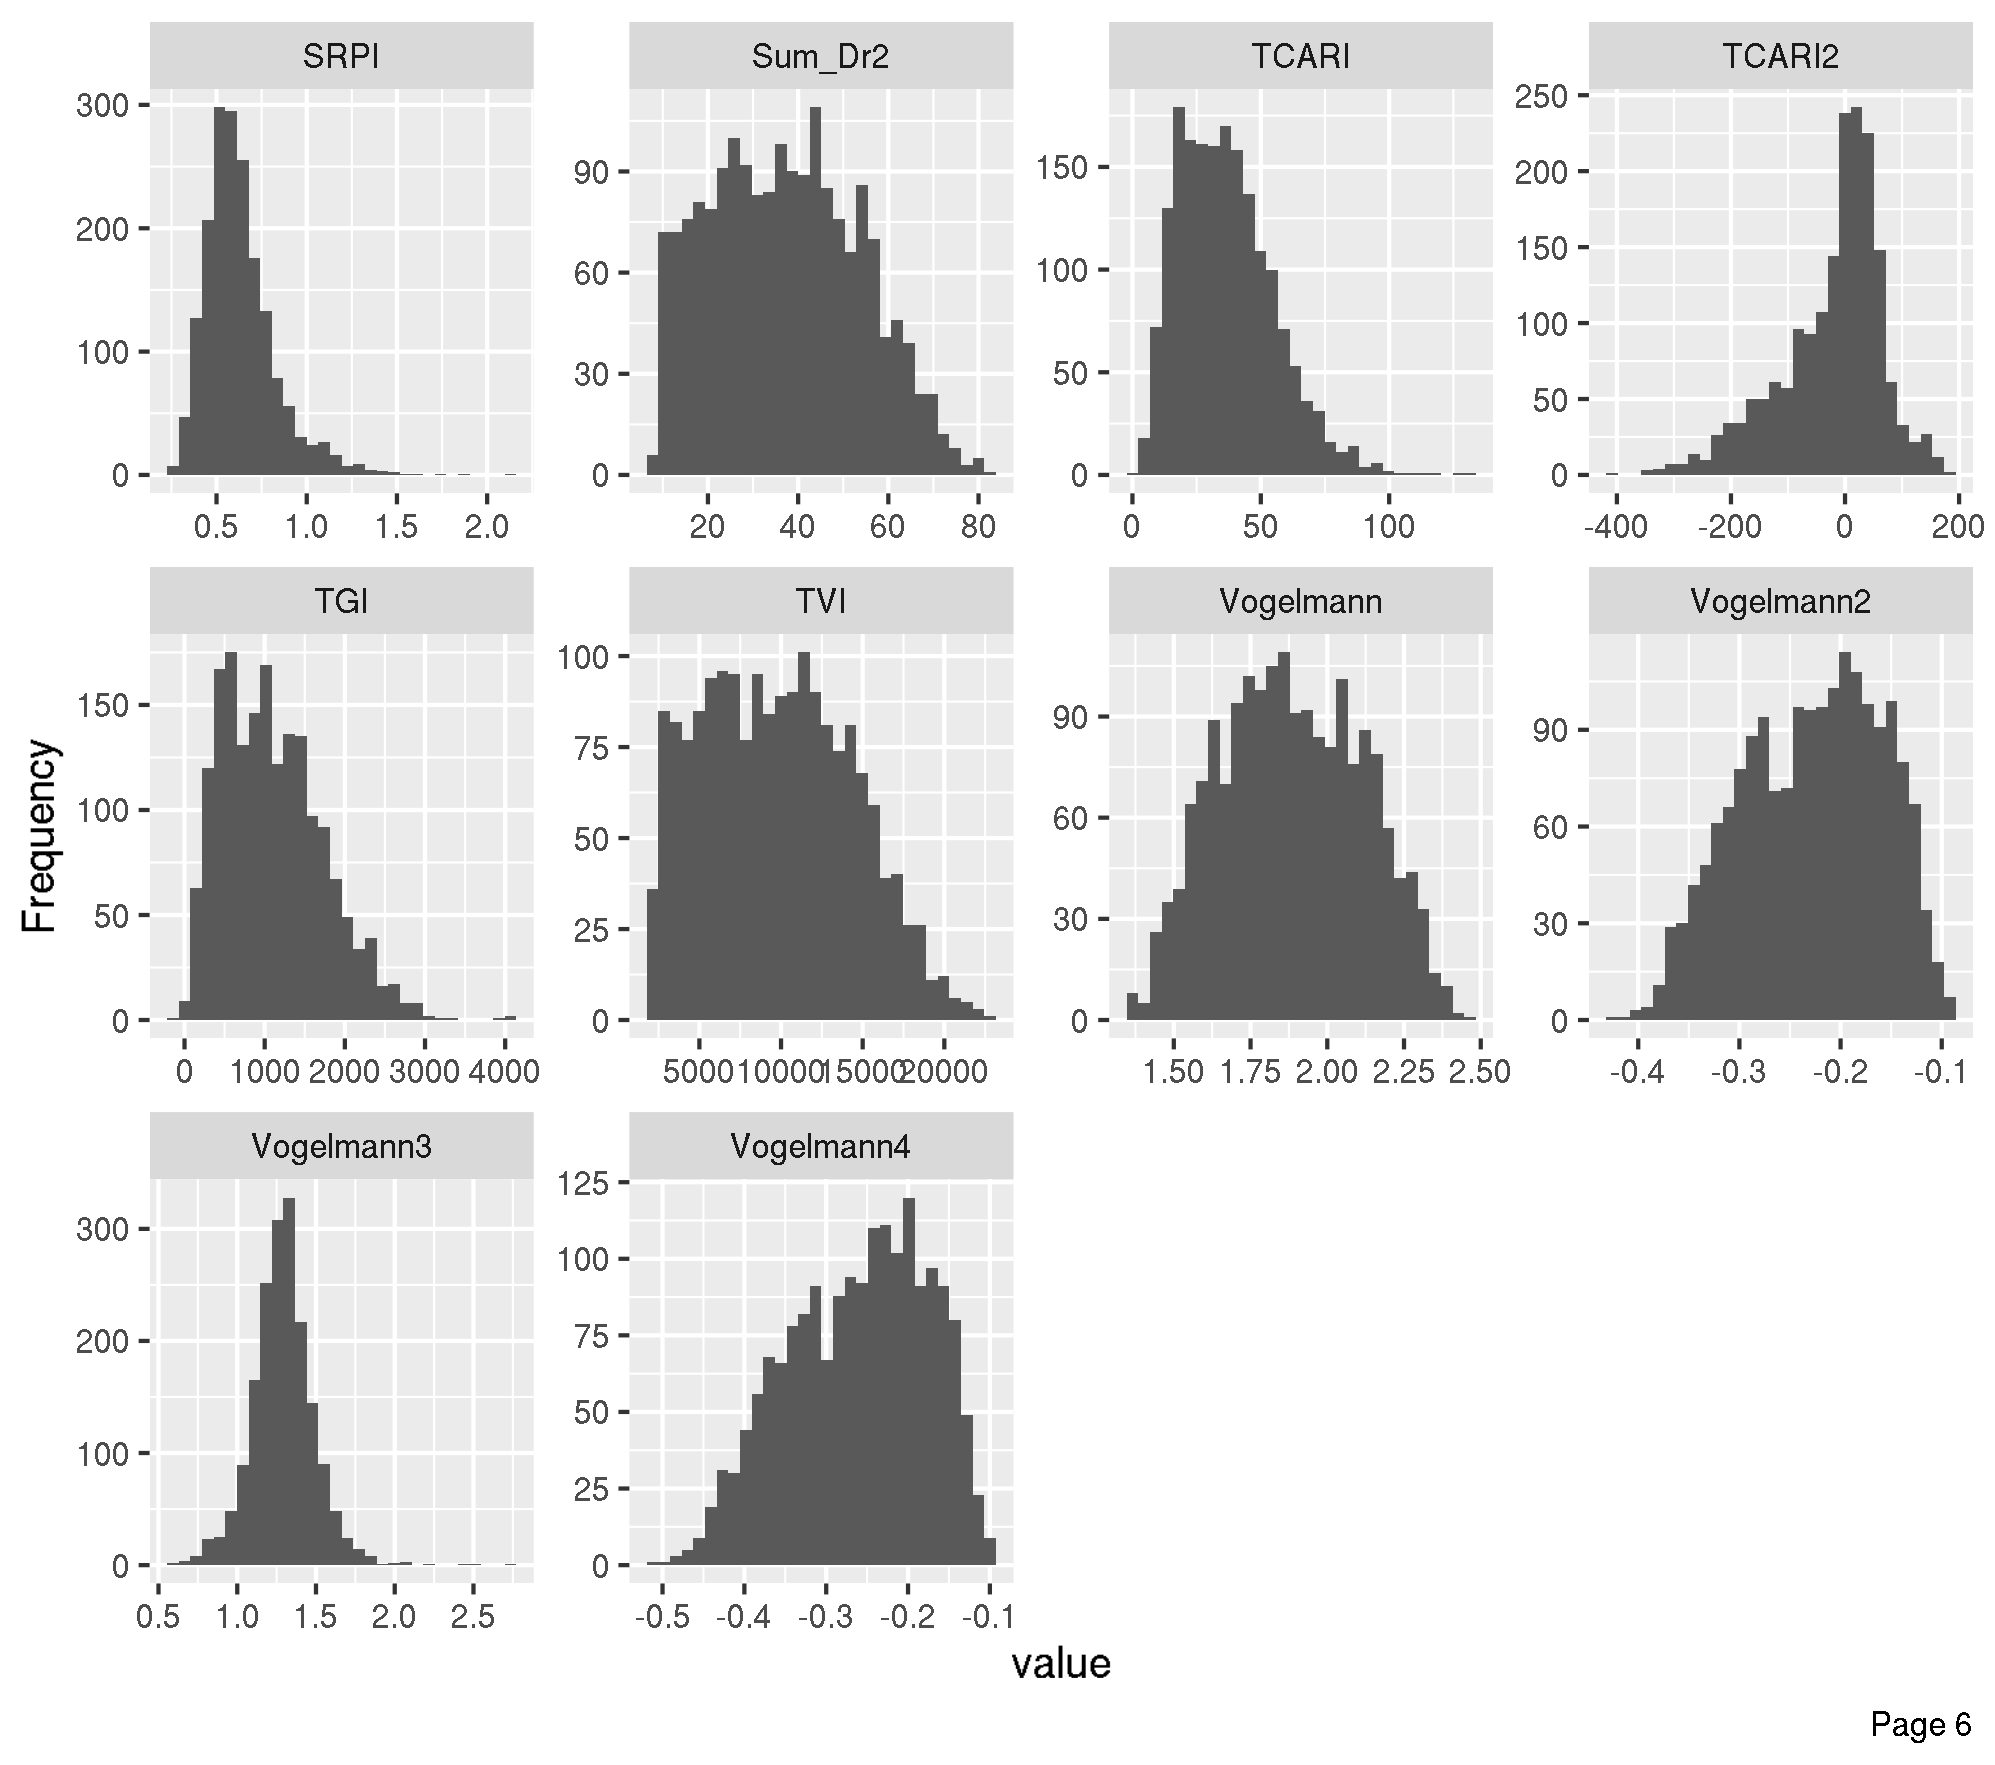 SRPI Sum_Dr2 TCARI TCARI2
300
200
100
0
0.5 1.0 1.5 2.0
90
60
30
0
20 40 60 80
150
100
50
0
0 50 100
250
200
150
100
50
0
-400 -200 0 200
TGI TVI Vogelmann Vogelmann2
Frequency
150
100
50
0
0 1000 2000 3000 4000
100
75
50
25
0
5000 10000 15000 20000
90
60
30
0
1.50 1.75 2.00 2.25 2.50
90
60
30
0
-0.4 -0.3 -0.2 -0.1
Vogelmann3 Vogelmann4
300
200
100
0
0.5 1.0 1.5 2.0 2.5
125
100
75
50
25
0
-0.5 -0.4 -0.3 -0.2 -0.1
value
Page 6